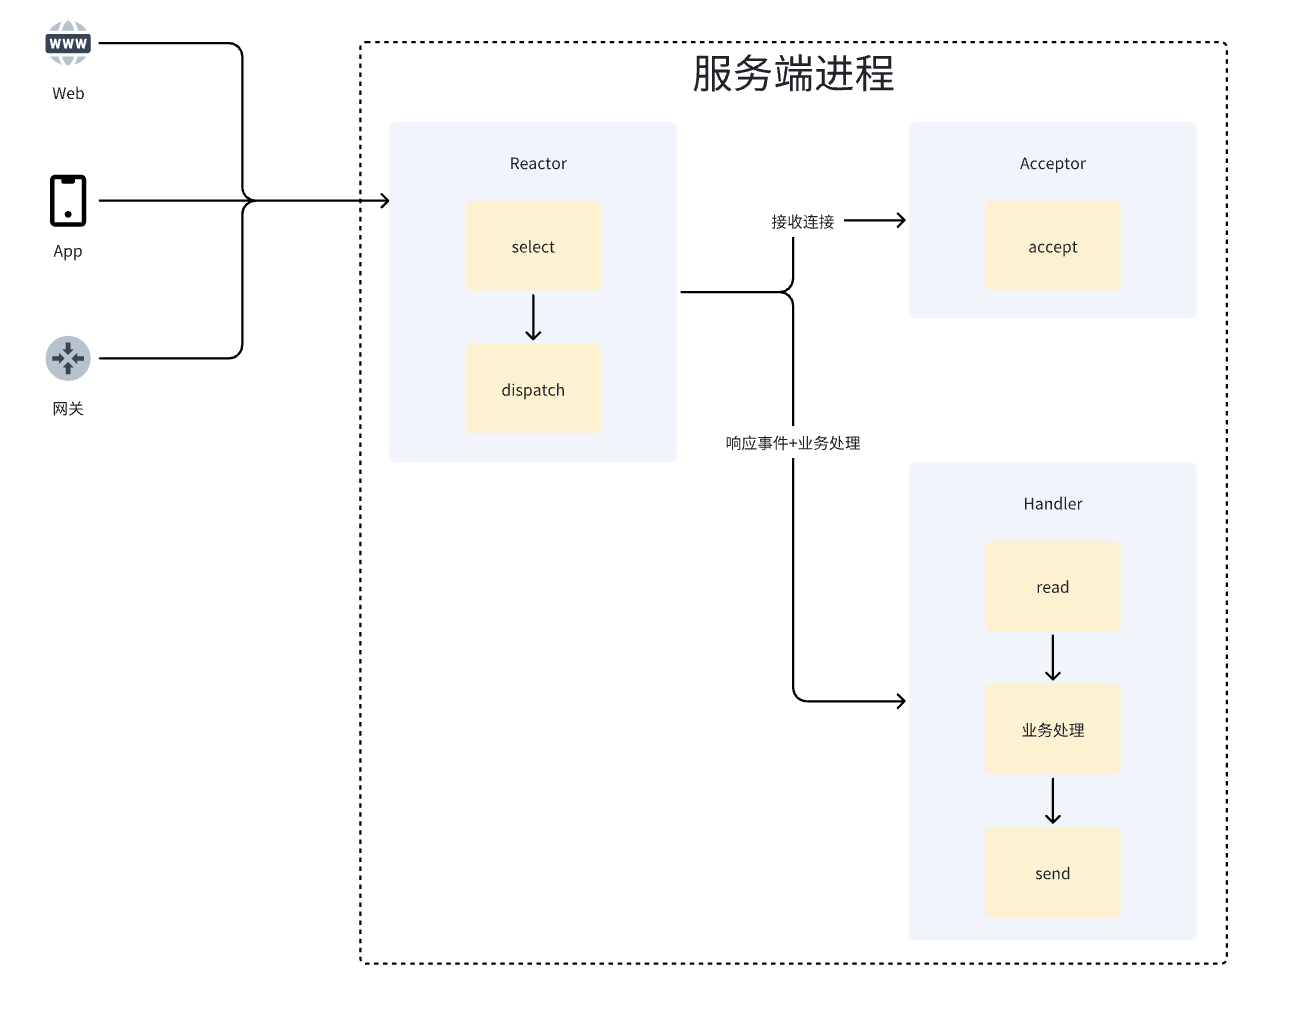 WWW
Web
App
网关
服务端进程
Reactor
select
dispatch
接收连接
响应事件+业务处理
Acceptor
accept
Handler
read
业务处理
send